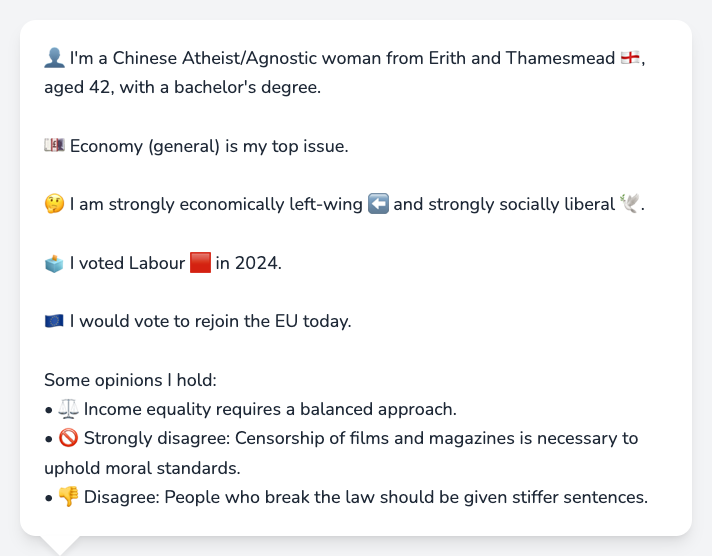 👤 I'm a Chinese Atheist/Agnostic woman from Erith and Thamesmead 🏴󠁧󠁢󠁥󠁮󠁧󠁿,
aged 42, with a bachelor's degree.
💷 Economy (general) is my top issue.
🤔 I am strongly economically left-wing ⬅️ and strongly socially liberal 🕊️.
🗳️ I voted Labour 🟥 in 2024.
🇪🇺 I would vote to rejoin the EU today.
Some opinions I hold:
• ⚖️ Income equality requires a balanced approach.
• 🚫 Strongly disagree: Censorship of films and magazines is necessary to
uphold moral standards.
• 👎 Disagree: People who break the law should be given stiffer sentences.